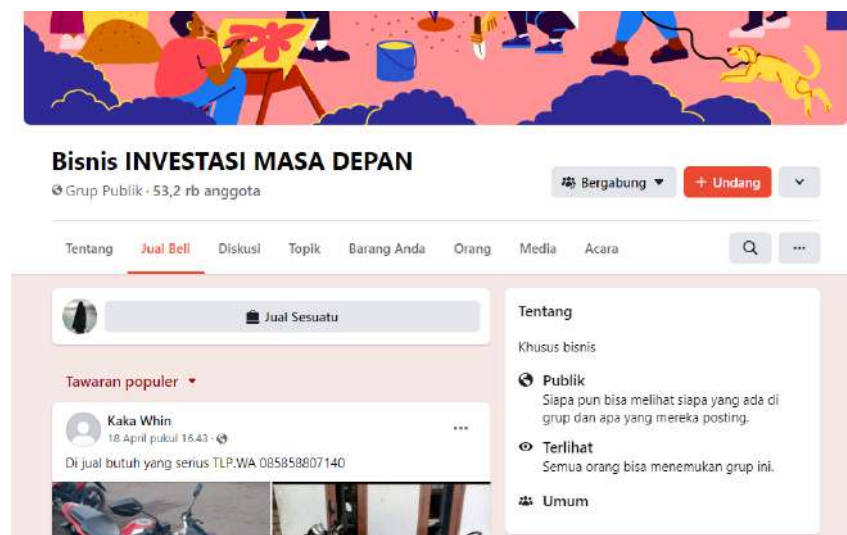 Bisnis INVESTASI MASA DEPAN
Grup Publik · 53,2 rb anggota
Bergabung
+ Undang
Tentang Jual Beli Diskusi Topik Barang Anda Orang Media Acara
Jual Sesuatu
Tawaran populer
Kaka Whin
18 April pukul 16.43 ·
Di jual butuh yang serius TLP.WA 085858807140
Tentang
Khusus bisnis
Publik
Siapa pun bisa melihat siapa yang ada di
grup dan apa yang mereka posting.
Terlihat
Semua orang bisa menemukan grup ini.
Umum